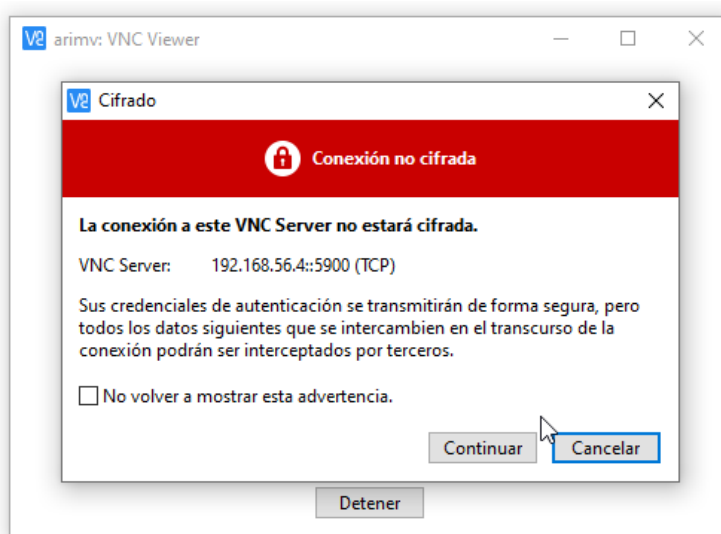 arimv: VNC Viewer
Cifrado
Conexión no cifrada
La conexión a este VNC Server no estará cifrada.
VNC Server: 192.168.56.4::5900 (TCP)
Sus credenciales de autenticación se transmitirán de forma segura, pero
todos los datos siguientes que se intercambien en el transcurso de la
conexión podrán ser interceptados por terceros.
No volver a mostrar esta advertencia.
Continuar Cancelar
Detener